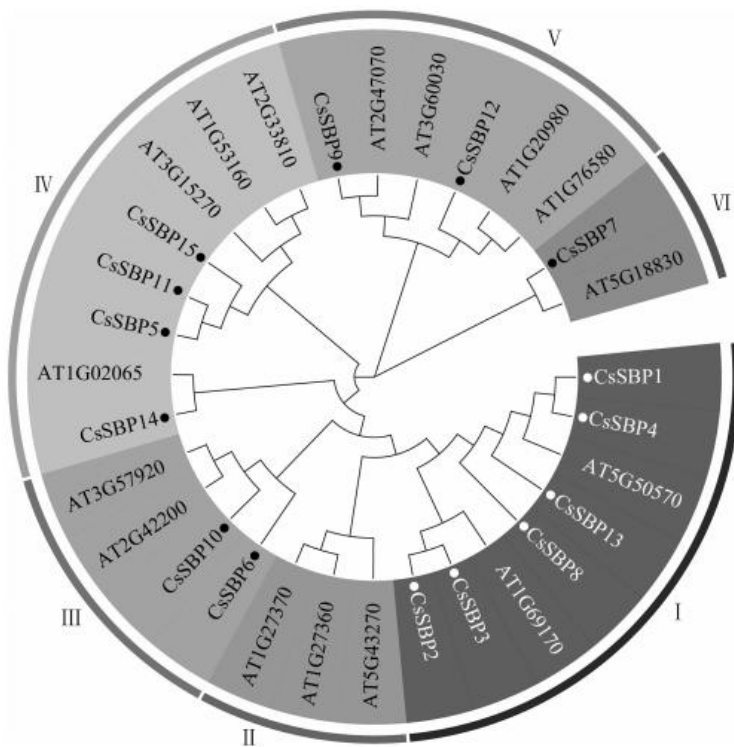 V
AT2G33810
AT1G53160
AT3G15270
CsSBP15
CsSBP11
CsSBP5
AT1G02065
CsSBP14
IV
CsSBP9
AT2G47070
AT3G60030
CsSBP12
AT1G20980
AT1G76580
VI
CsSBP7
AT5G18830
CsSBP1
CsSBP4
AT5G50570
CsSBP13
CsSBP8
AT1G69170
CsSBP3
CsSBP2
I
AT5G43270
AT1G27360
AT1G27370
II
CsSBP6
CsSBP10
AT2G42200
AT3G57920
III